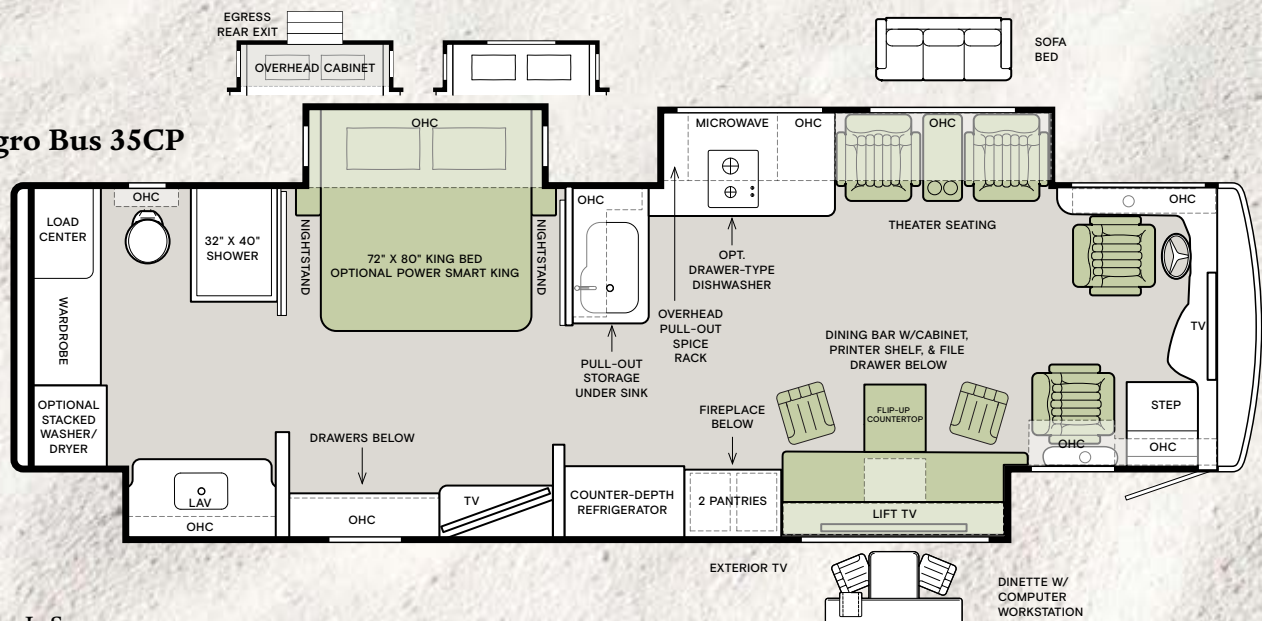 EGRESS
REAR EXIT
OVERHEAD CABINET
SOFA
BED
gro Bus 35CP
OHC
MICROWAVE
OHC
OHC
OHC
LOAD
CENTER
32" X 40"
SHOWER
NIGHTSTAND
72" X 80" KING BED
OPTIONAL POWER SMART KING
NIGHTSTAND
OHC
OHC
THEATER SEATING
OPT.
DRAWER-TYPE
DISHWASHER
WARDROBE
OVERHEAD
PULL-OUT
SPICE
RACK
TV
PULL-OUT
STORAGE
UNDER SINK
DINING BAR W/CABINET,
PRINTER SHELF, & FILE
DRAWER BELOW
OPTIONAL
STACKED
WASHER/
DRYER
DRAWERS BELOW
FIREPLACE
BELOW
FLIP-UP
COUNTERTOP
STEP
OHC
OHC
LAV
OHC
OHC
TV
COUNTER-DEPTH
REFRIGERATOR
2 PANTRIES
LIFT TV
EXTERIOR TV
DINETTE W/
COMPUTER
WORKSTATION